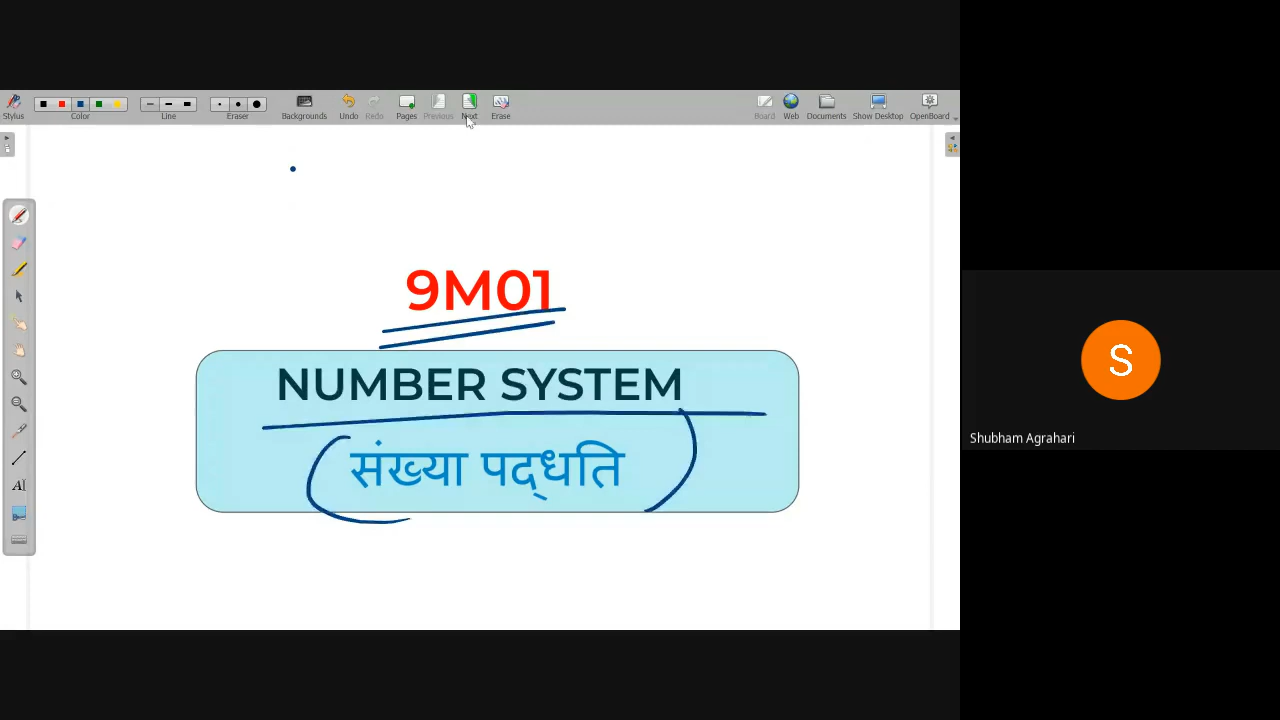 Stylus Color Line Eraser Backgrounds Undo Redo Pages Previous Next Erase Board Web Documents Show Desktop OpenBoard
9M01
NUMBER SYSTEM
संख्या पद्धति
S
Shubham Agrahari